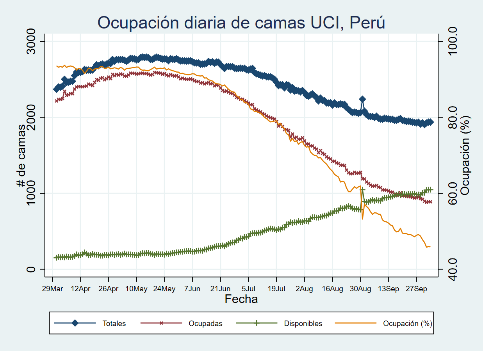 Ocupación diaria de camas UCI, Perú
# de camas
3000
2000
1000
0
Ocupación (%)
100.0
80.0
60.0
40.0
29Mar 12Apr 26Apr 10May 24May 7Jun 21Jun 5Jul 19Jul 2Aug 16Aug 30Aug 13Sep 27Sep
Fecha
Totales Ocupadas Disponibles Ocupación (%)